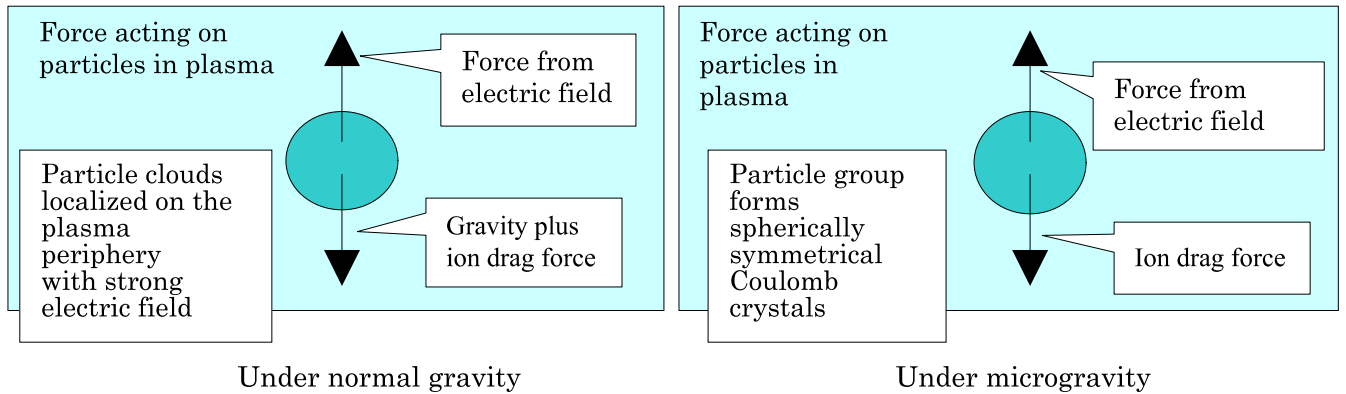 Force acting on
particles in plasma
Force from
electric field
Particle clouds
localized on the
plasma
periphery
with strong
electric field
Gravity plus
ion drag force
Under normal gravity
Force acting on
particles in
plasma
Force from
electric field
Particle group
forms
spherically
symmetrical
Coulomb
crystals
Ion drag force
Under microgravity